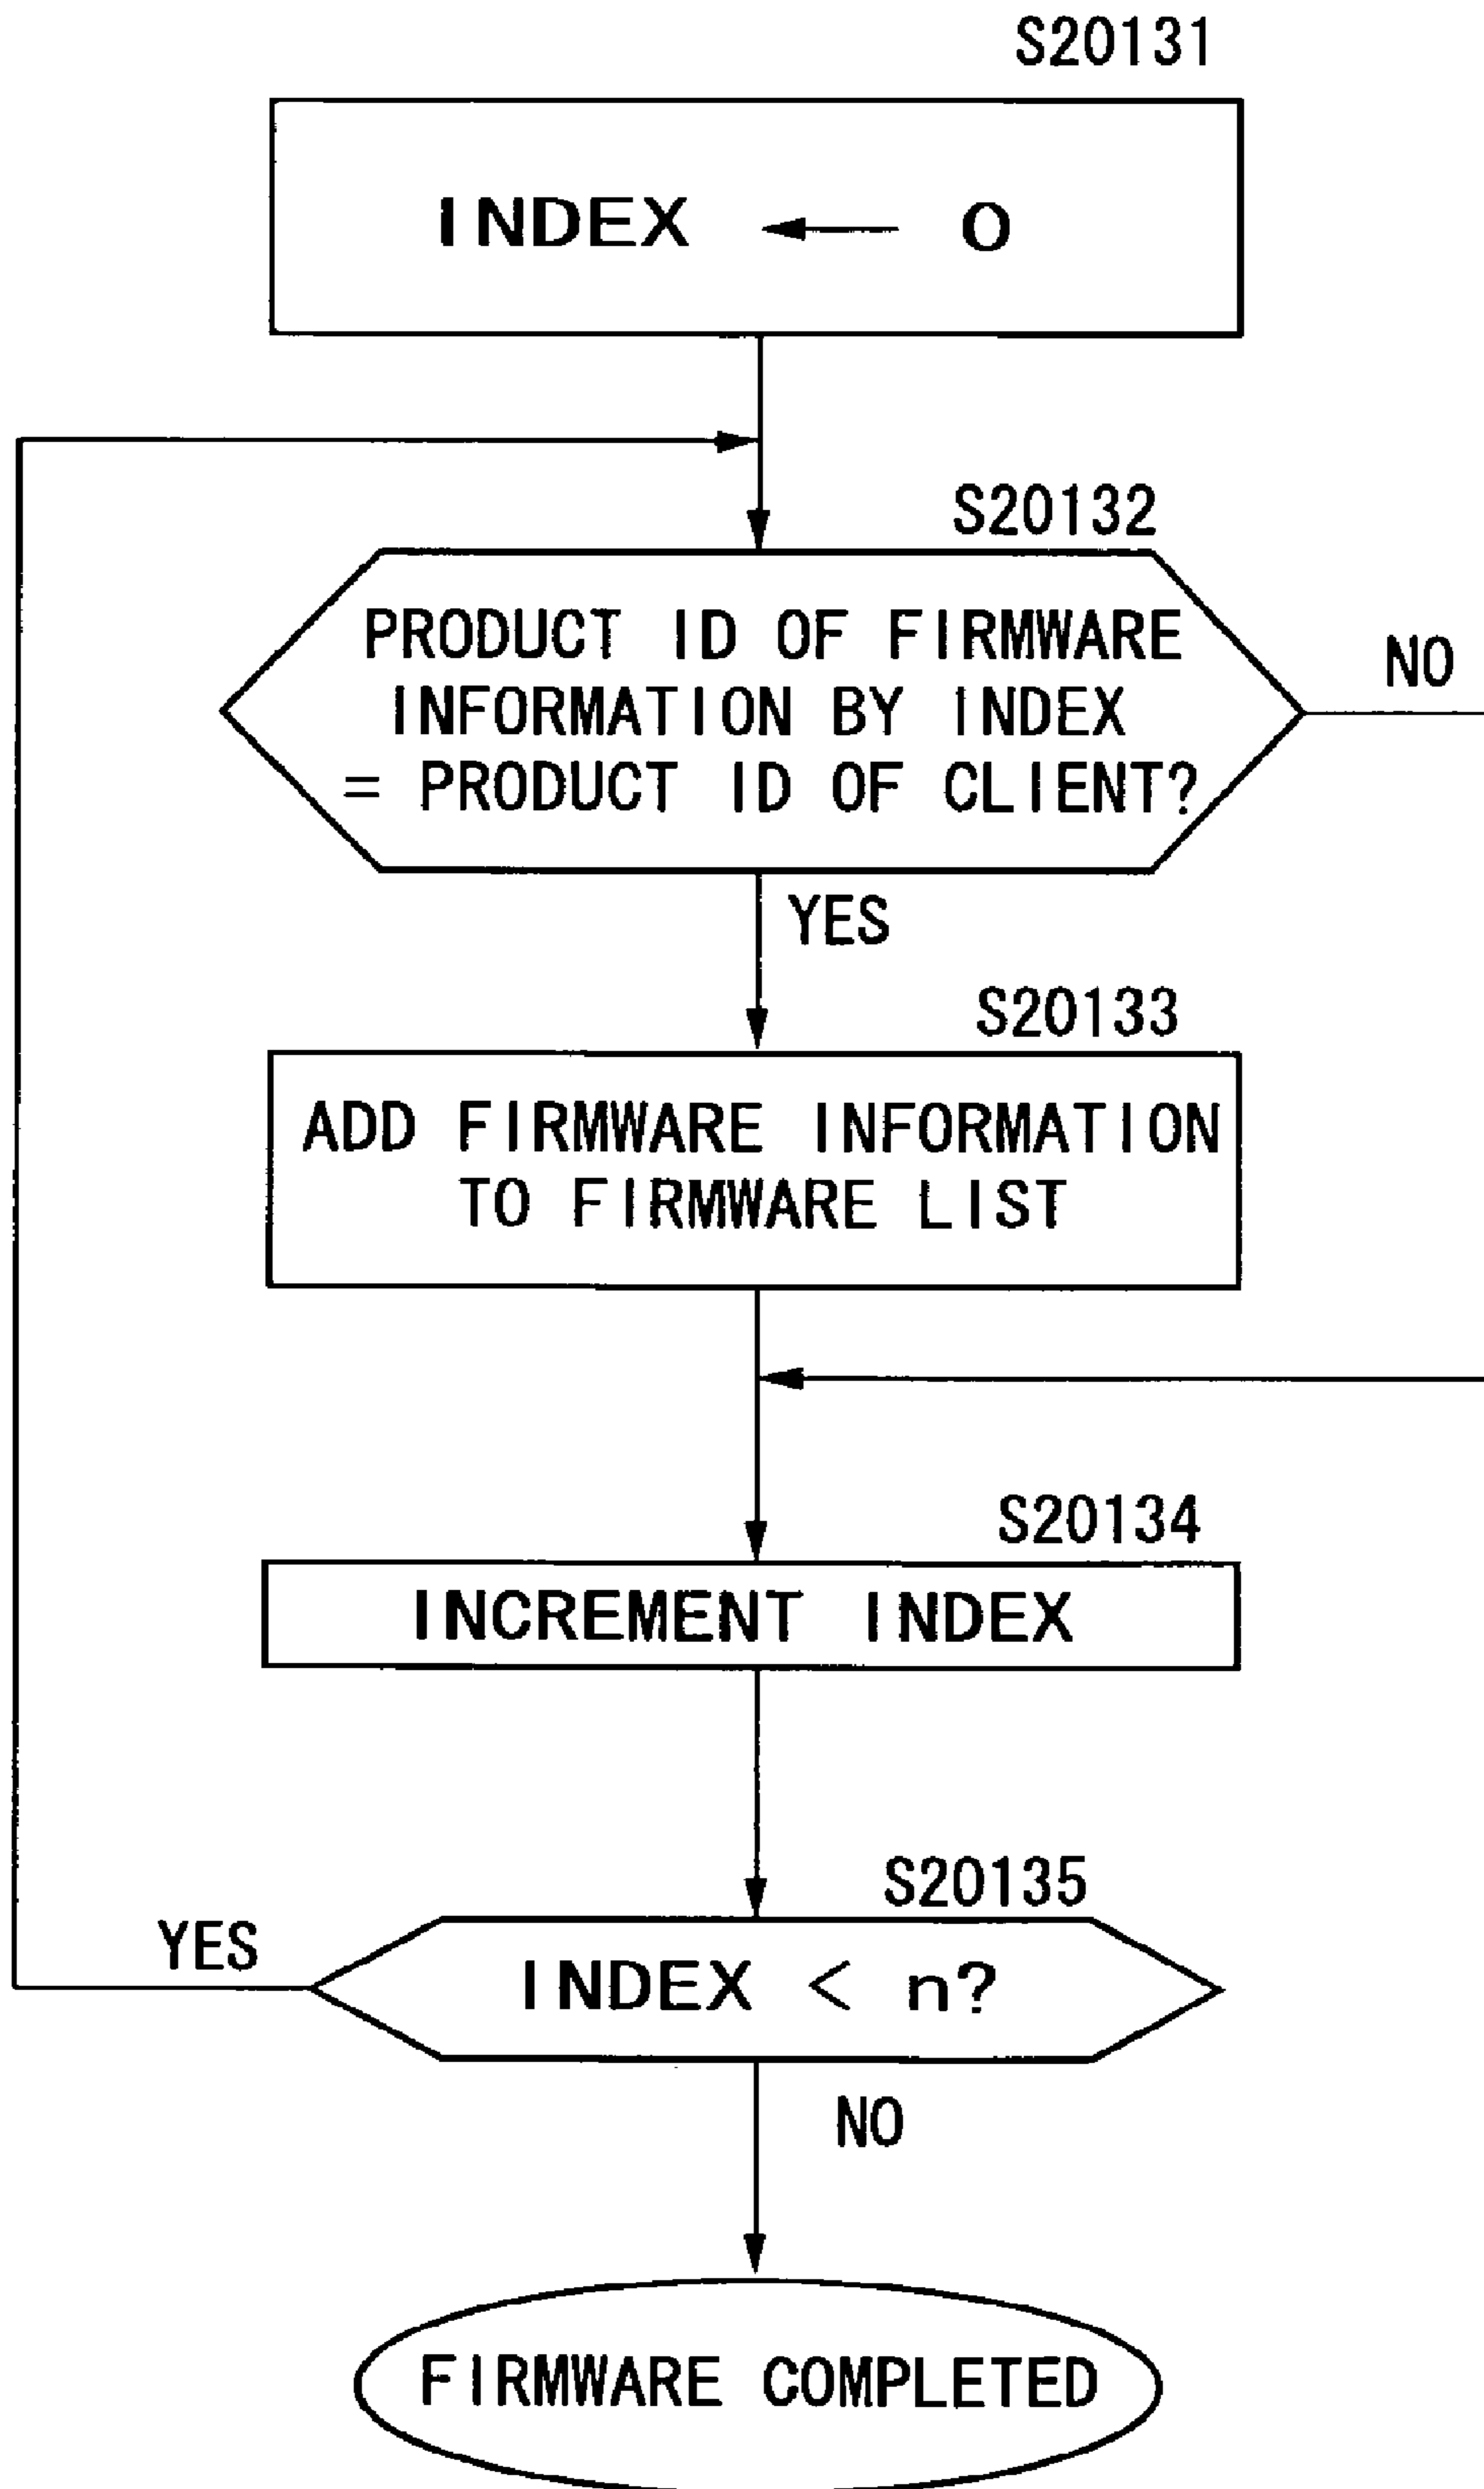 S20131
INDEX ← 0
S20132
PRODUCT ID OF FIRMWARE
INFORMATION BY INDEX
= PRODUCT ID OF CLIENT?
NO
YES
S20133
ADD FIRMWARE INFORMATION
TO FIRMWARE LIST
S20134
INCREMENT INDEX
S20135
YES
INDEX < n?
NO
FIRMWARE COMPLETED